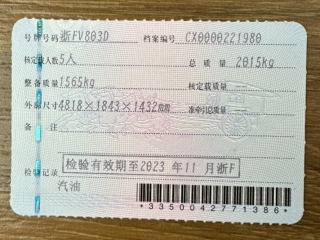 号牌号码 浙FV803D 档案编号 CX0000221980
核定载人数 5人 总质量 2015kg
整备质量 1565kg 核定载质量 --
外廓尺寸 4818×1843×1432mm 准牵引总质量 --
备注
检验有效期至2023 年11 月浙F
检验记录
汽油
*3350042771386*